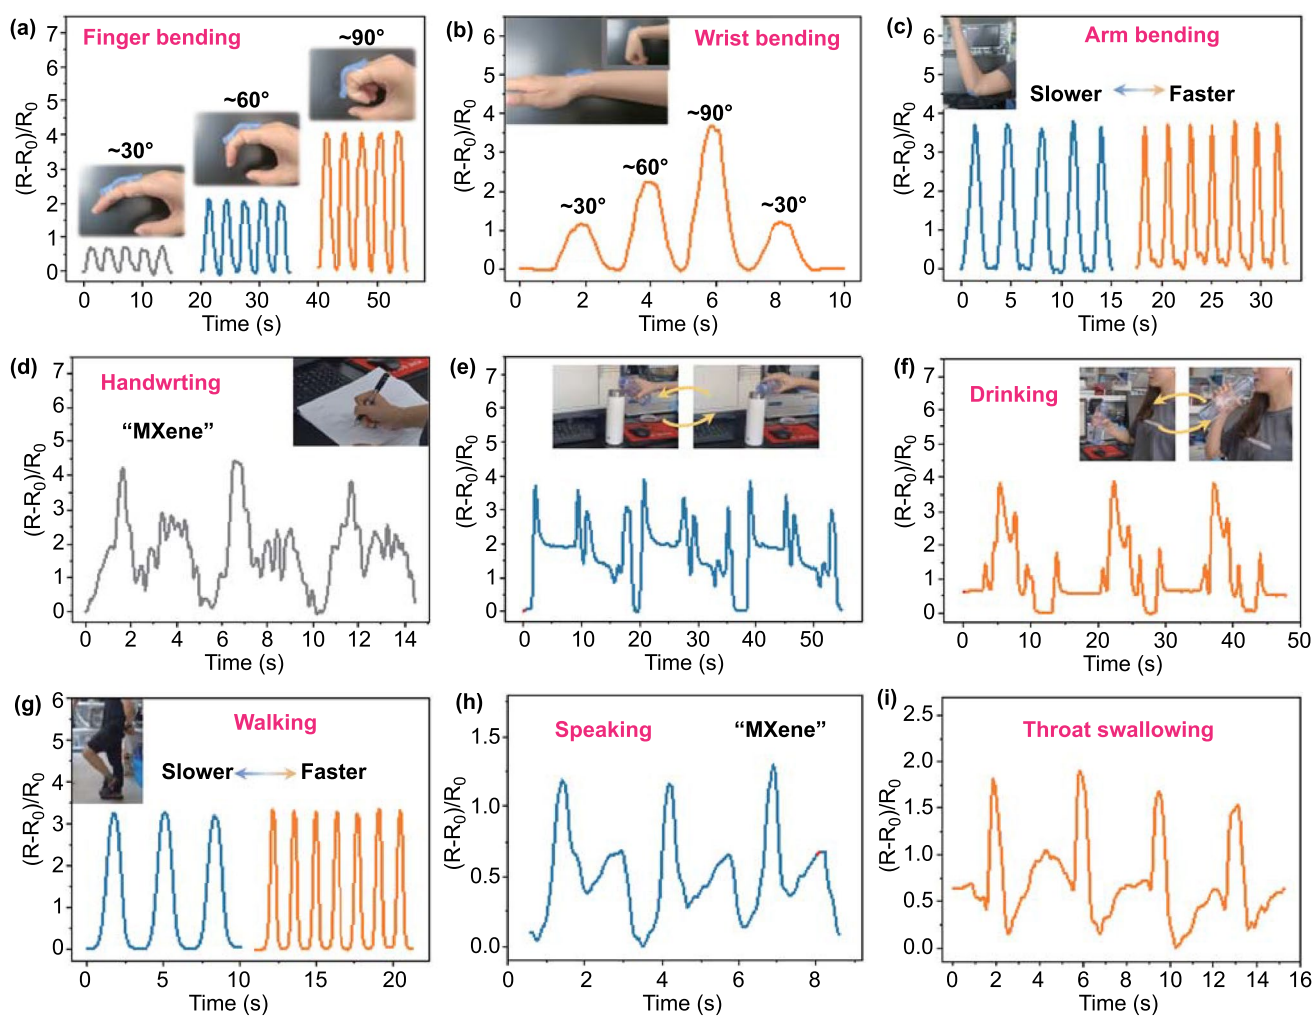 (a)
Finger bending
~30°
~60°
~90°
(R-R0)/R0
7
6
5
4
3
2
1
0
0 10 20 30 40 50
Time (s)
(b)
Wrist bending
~30°
~60°
~90°
~30°
(R-R0)/R0
6
5
4
3
2
1
0
0 2 4 6 8 10
Time (s)
(c)
Arm bending
Slower Faster
(R-R0)/R0
6
5
4
3
2
1
0
0 5 10 15 20 25 30
Time (s)
(d)
Handwrting
“MXene”
(R-R0)/R0
7
6
5
4
3
2
1
0
0 2 4 6 8 10 12 14
Time (s)
(e)
(R-R0)/R0
7
6
5
4
3
2
1
0
0 10 20 30 40 50
Time (s)
(f)
Drinking
(R-R0)/R0
7
6
5
4
3
2
1
0
0 10 20 30 40 50
Time (s)
(g)
Walking
Slower Faster
(R-R0)/R0
6
5
4
3
2
1
0
0 5 10 15 20
Time (s)
(h)
Speaking “MXene”
(R-R0)/R0
1.5
1.0
0.5
0.0
0 2 4 6 8
Time (s)
(i)
Throat swallowing
(R-R0)/R0
2.5
2.0
1.5
1.0
0.5
0.0
0 2 4 6 8 10 12 14 16
Time (s)